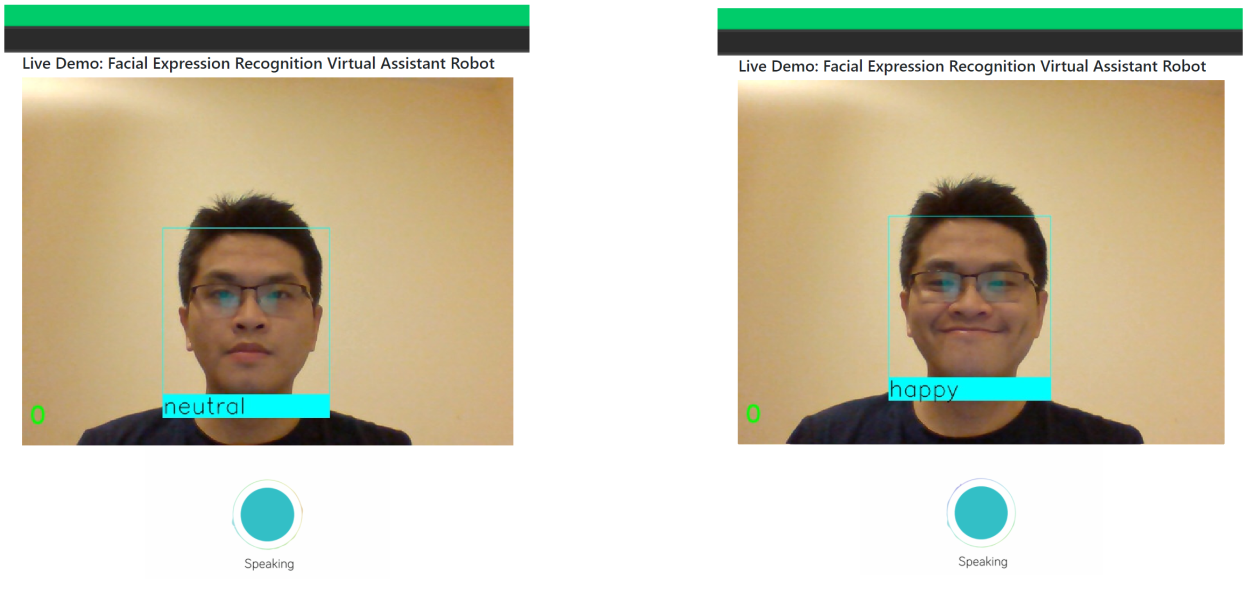 Live Demo: Facial Expression Recognition Virtual Assistant Robot
neutral
0
Speaking
Live Demo: Facial Expression Recognition Virtual Assistant Robot
happy
0
Speaking